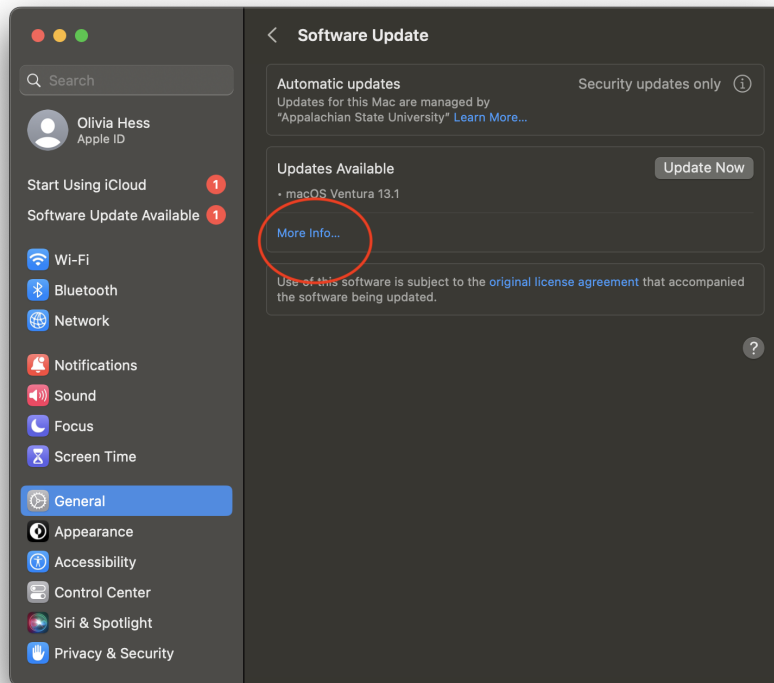 Software Update
Search
Olivia Hess
Apple ID
Start Using iCloud 1
Software Update Available 1
Wi-Fi
Bluetooth
Network
Notifications
Sound
Focus
Screen Time
General
Appearance
Accessibility
Control Center
Siri & Spotlight
Privacy & Security
Automatic updates
Security updates only
Updates for this Mac are managed by
“Appalachian State University” Learn More...
Updates Available
Update Now
• macOS Ventura 13.1
More Info...
Use of this software is subject to the original license agreement that accompanied
the software being updated.
?